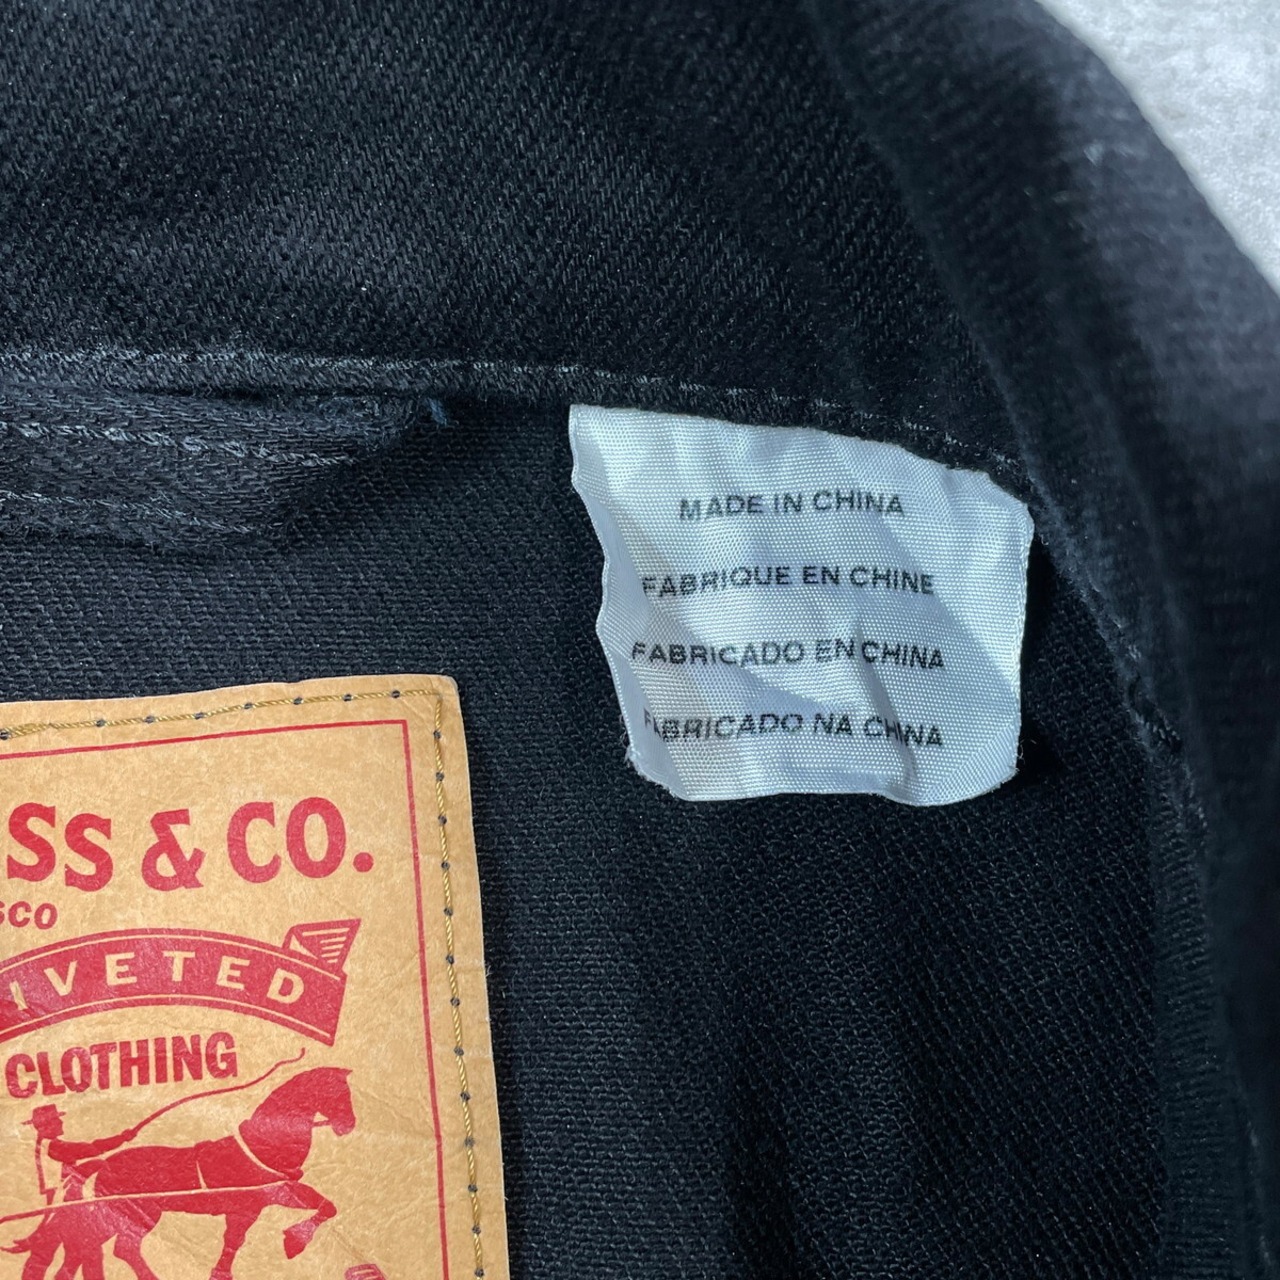 MADE IN CHINA
FABRIQUE EN CHINE
FABRICADO EN CHINA
FABRICADO NA CHINA
SS & CO.
SCO
IVETED
CLOTHING